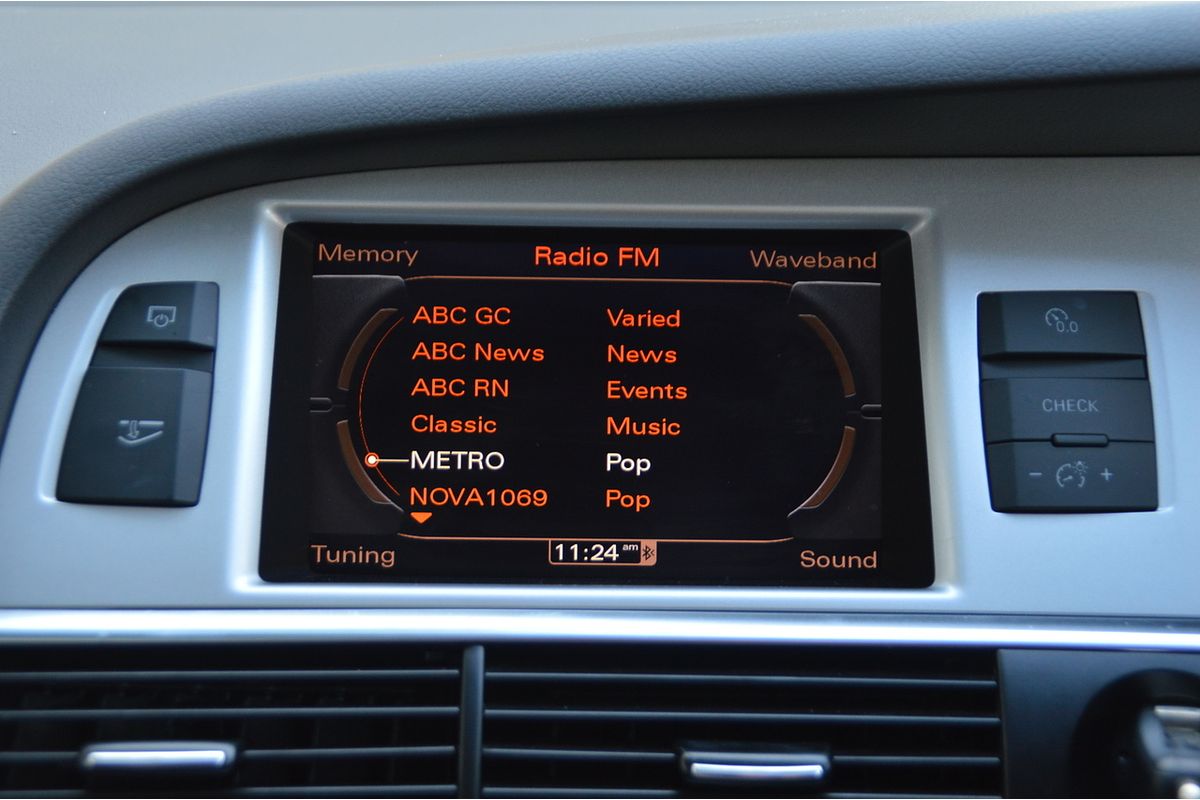 Memory Radio FM Waveband
ABC GC Varied
ABC News News
ABC RN Events
Classic Music
METRO Pop
NOVA1069 Pop
Tuning 11:24 am Sound
0.0
CHECK
- +